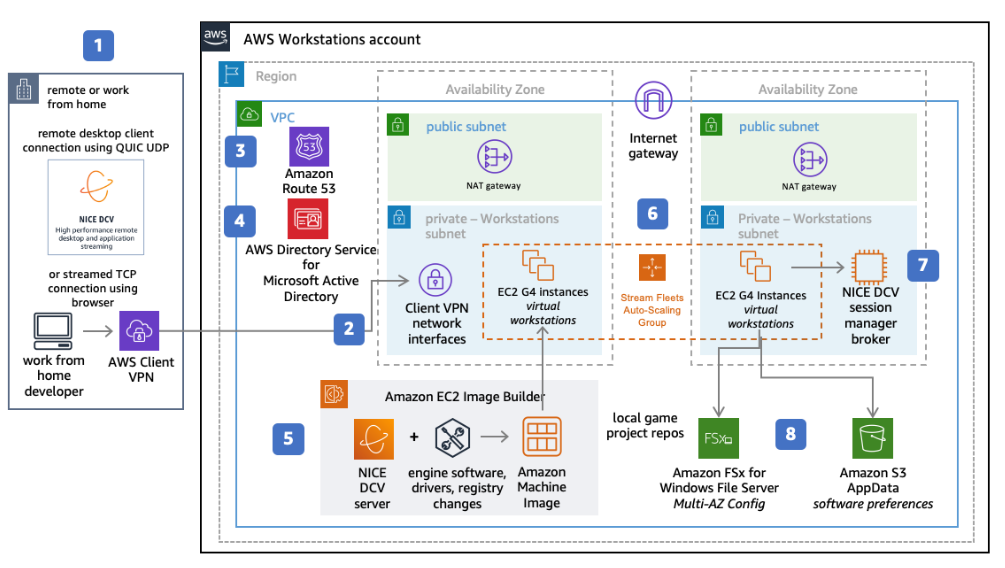 1
remote or work
from home
remote desktop client
connection using QUIC UDP
NICE DCV
High performance remote
desktop and application
streaming
or streamed TCP
connection using
browser
work from
home
developer
AWS Client
VPN
aws
AWS Workstations account
Region
VPC
3
53
Amazon
Route 53
4
AWS Directory Service
for
Microsoft Active
Directory
2
Availability Zone
public subnet
NAT gateway
private – Workstations
subnet
Client VPN
network
interfaces
EC2 G4 instances
virtual
workstations
Internet
gateway
6
Stream Fleets
Auto-Scaling
Group
Availability Zone
public subnet
NAT gateway
Private – Workstations
subnet
EC2 G4 Instances
virtual
workstations
7
NICE DCV
session
manager
broker
5
Amazon EC2 Image Builder
NICE
DCV
server
+
engine software,
drivers, registry
changes
Amazon
Machine
Image
local game
project repos
FSx
8
Amazon FSx for
Windows File Server
Multi-AZ Config
Amazon S3
AppData
software preferences